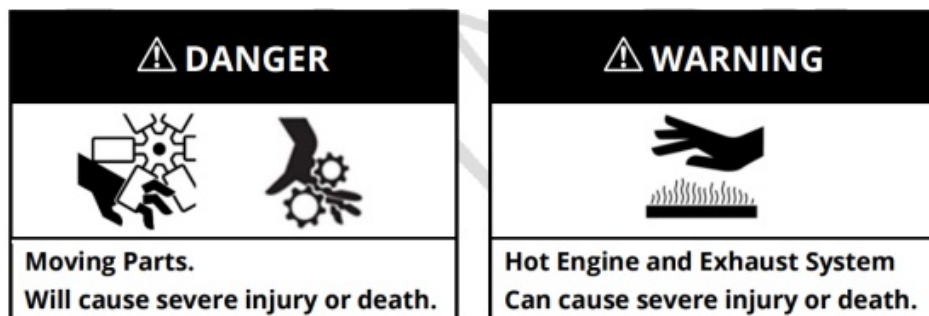 ⚠ DANGER
Moving Parts.
Will cause severe injury or death.
⚠ WARNING
Hot Engine and Exhaust System
Can cause severe injury or death.